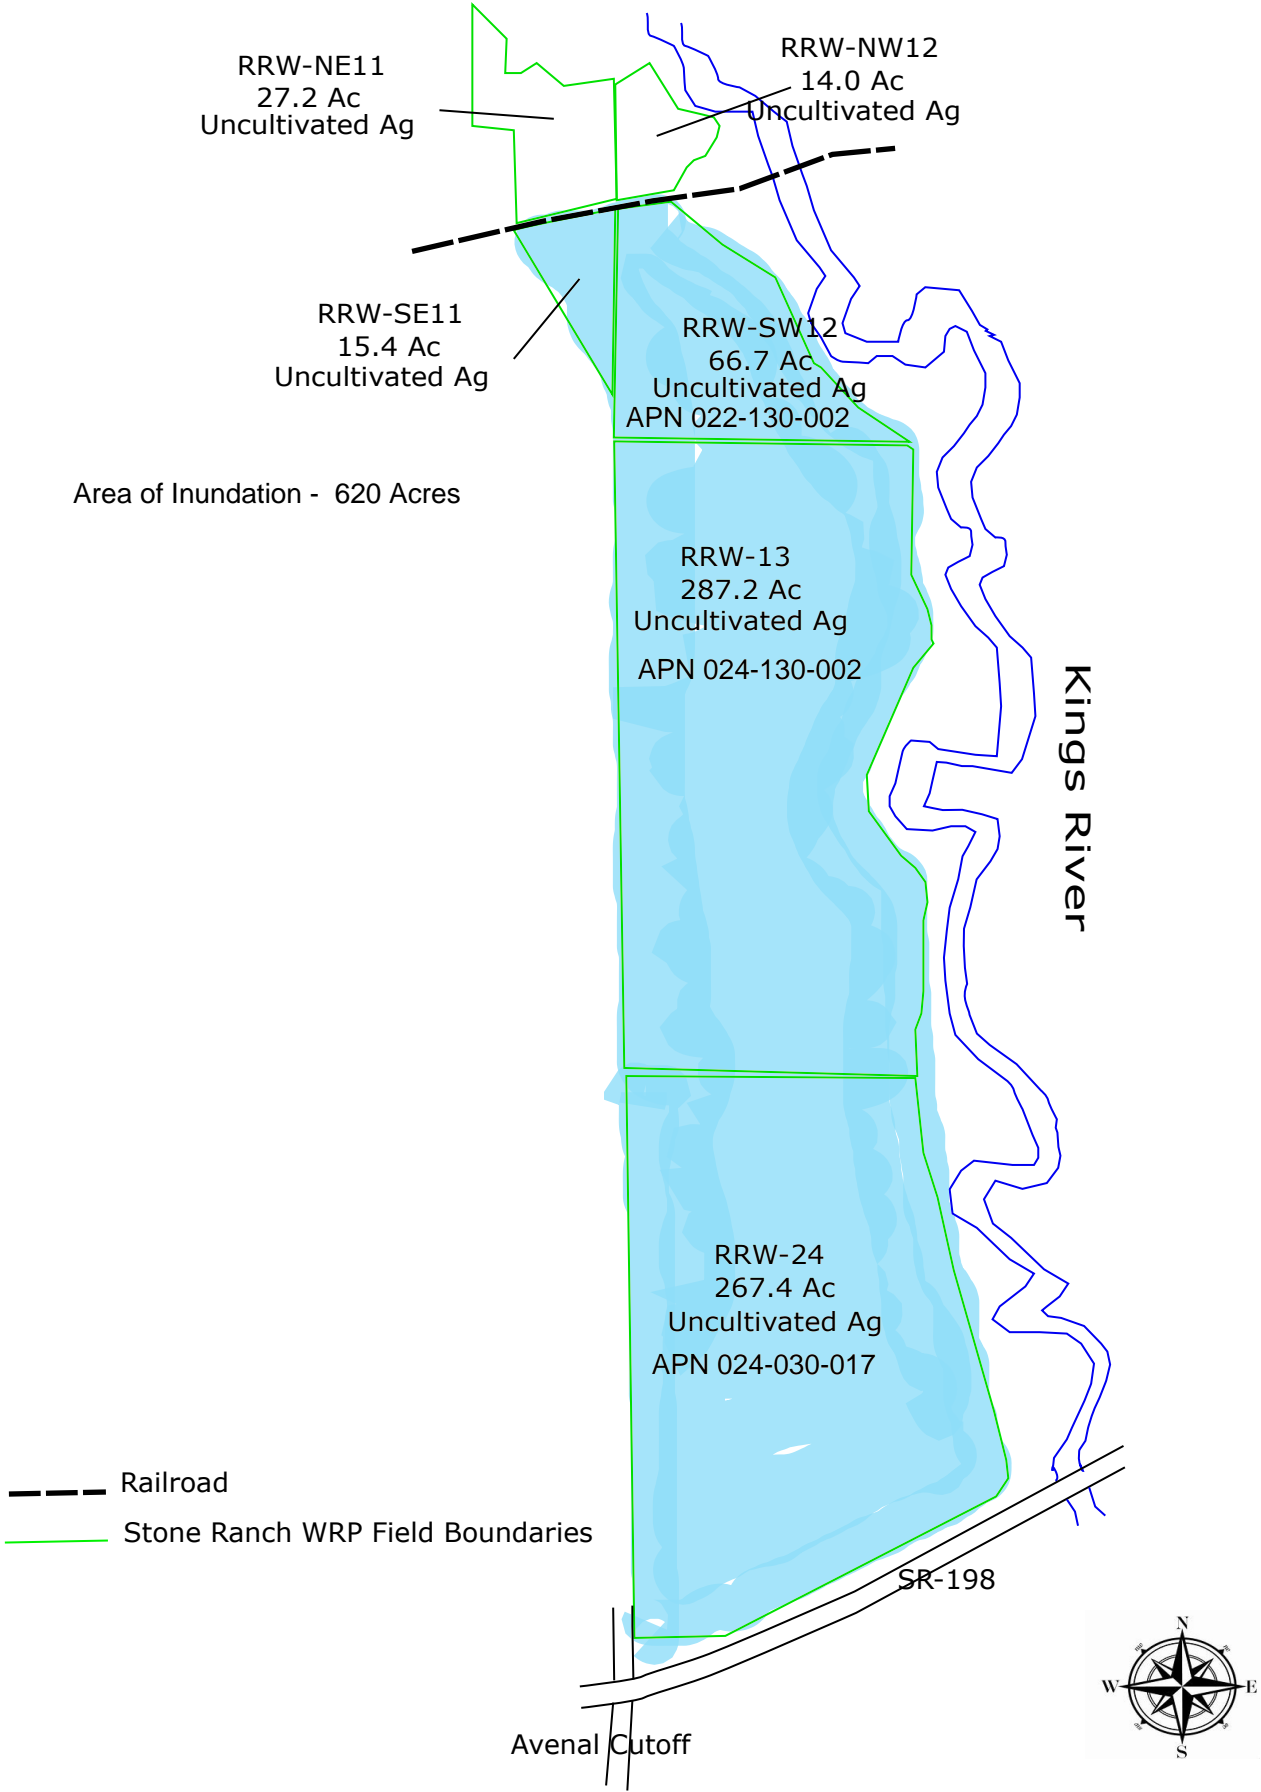 RRW-NE11
27.2 Ac
Uncultivated Ag
RRW-NW12
14.0 Ac
Uncultivated Ag
RRW-SE11
15.4 Ac
Uncultivated Ag
RRW-SW12
66.7 Ac
Uncultivated Ag
APN 022-130-002
Area of Inundation - 620 Acres
RRW-13
287.2 Ac
Uncultivated Ag
APN 024-130-002
Kings River
RRW-24
267.4 Ac
Uncultivated Ag
APN 024-030-017
Railroad
Stone Ranch WRP Field Boundaries
SR-198
Avenal Cutoff
N
W
E
S